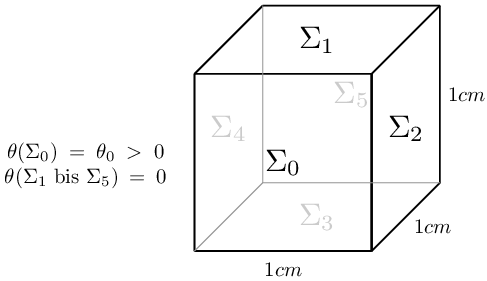 Σ₁
Σ₅
1cm
Σ₄
Σ₂
θ(Σ₀) = θ₀ > 0
Σ₀
θ(Σ₁ bis Σ₅) = 0
Σ₃
1cm
1cm